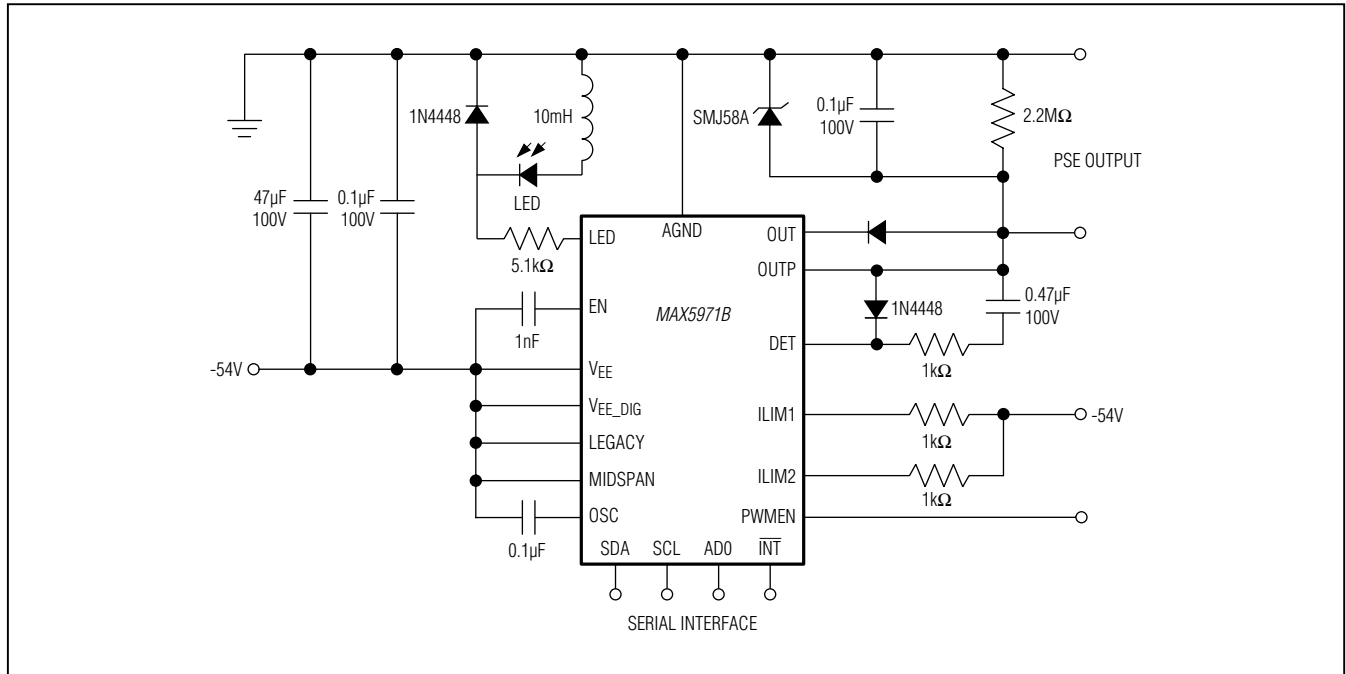 1N4448
10mH
SMJ58A
0.1µF
100V
2.2MΩ
PSE OUTPUT
47µF
100V
0.1µF
100V
LED
5.1kΩ
LED
AGND
OUT
OUTP
EN
1nF
MAX5971B
1N4448
0.47µF
100V
DET
1kΩ
-54V
VEE
VEE_DIG
LEGACY
MIDSPAN
OSC
0.1µF
ILIM1
1kΩ
-54V
ILIM2
1kΩ
PWMEN
SDA
SCL
AD0
INT
SERIAL INTERFACE